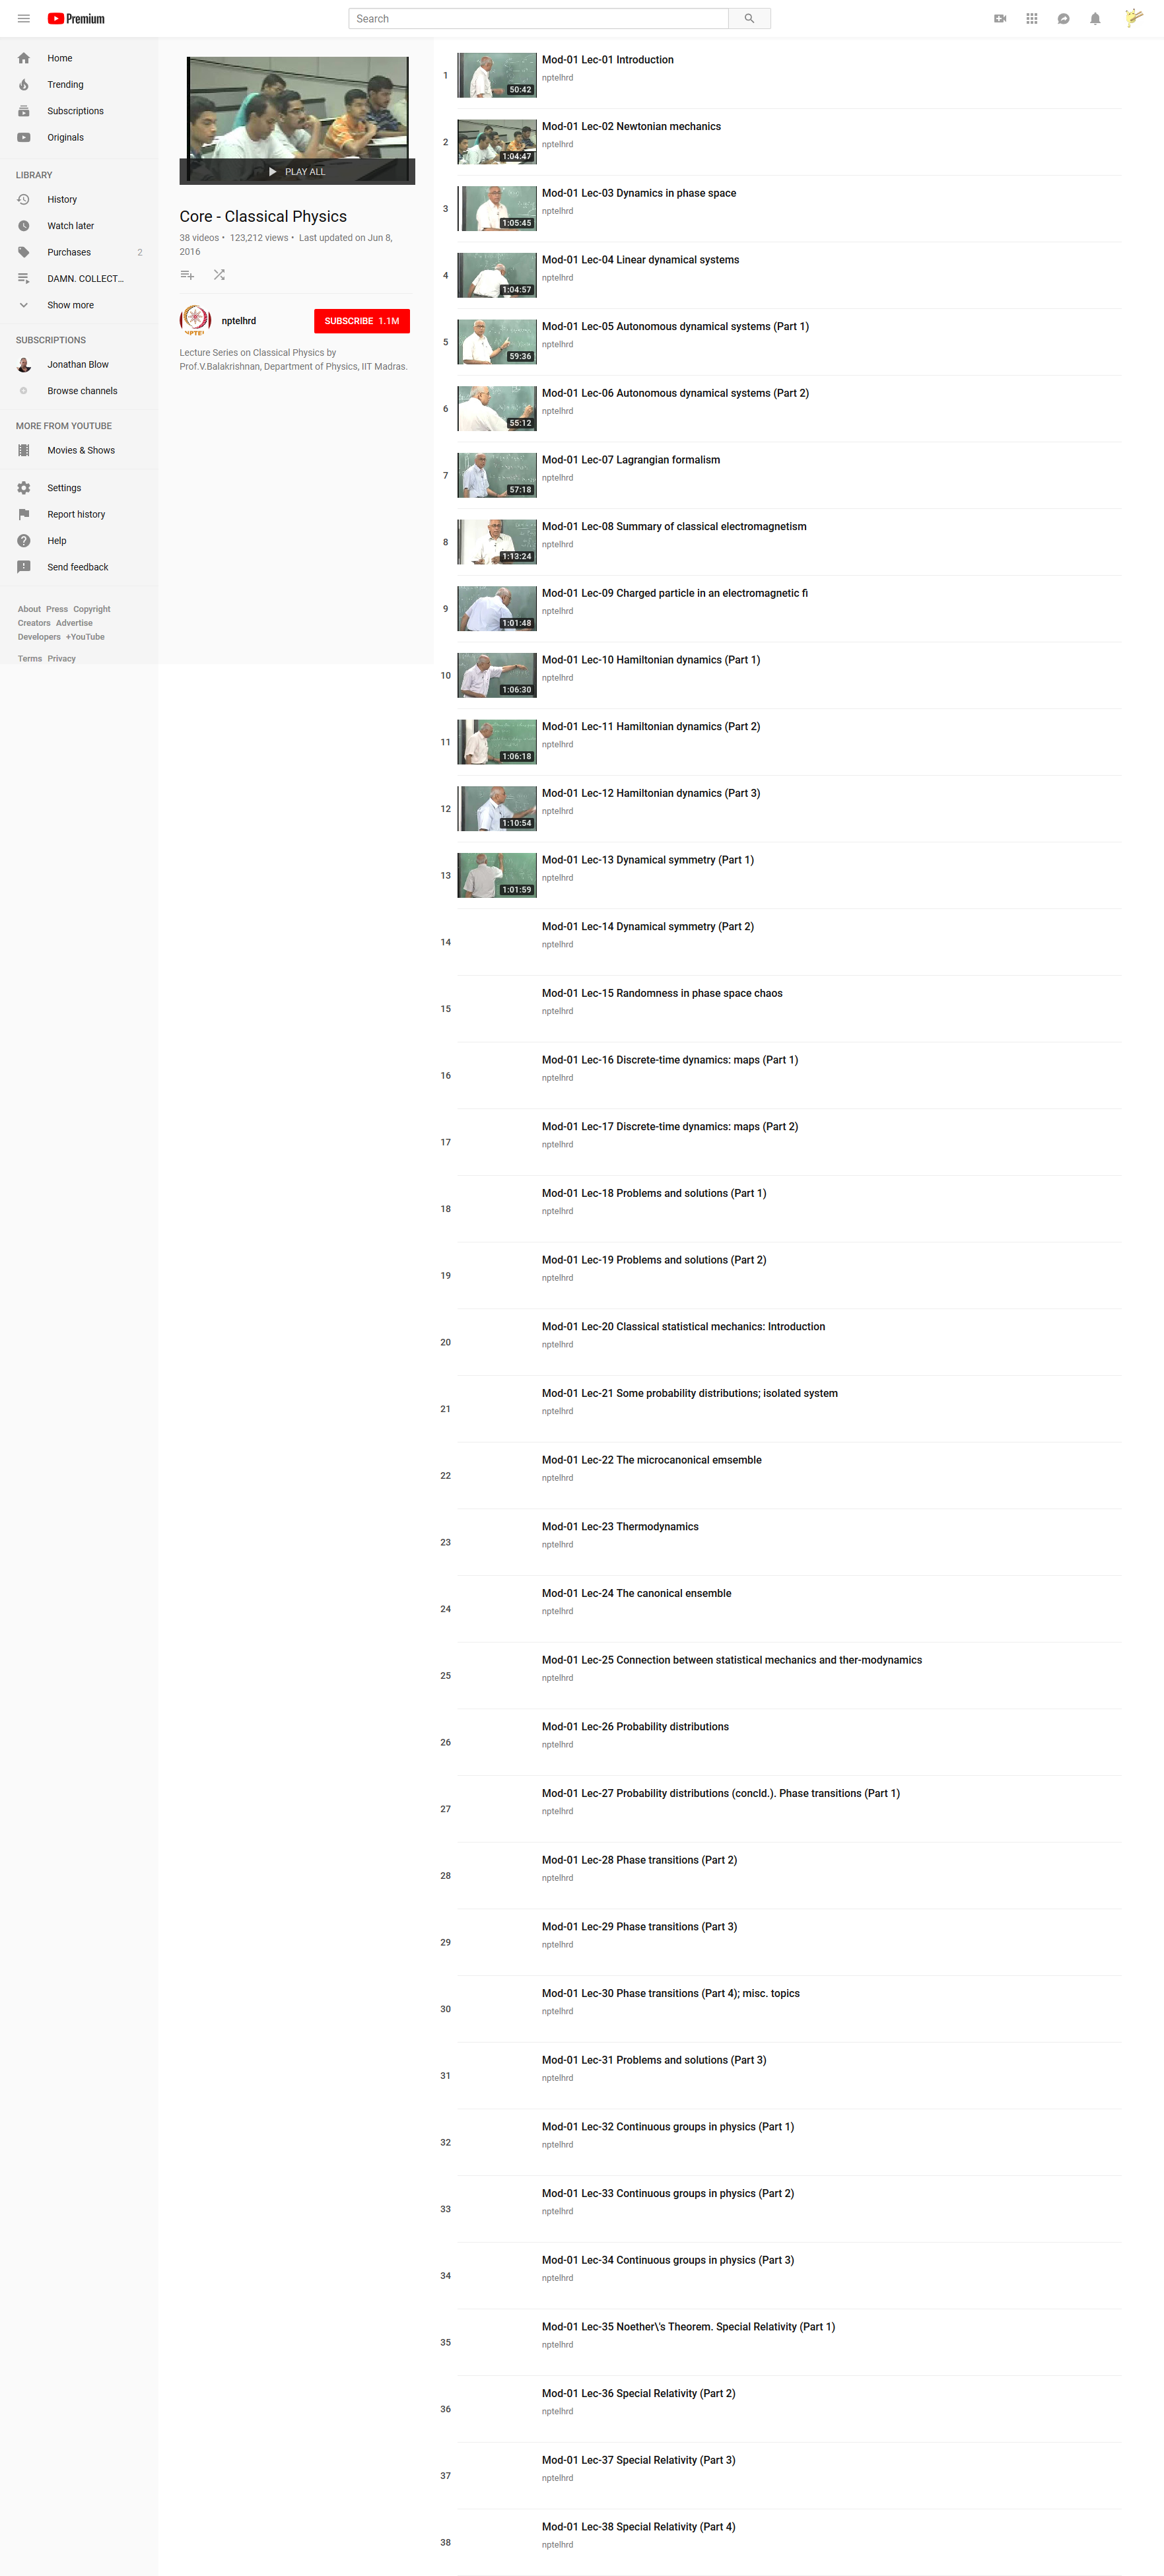 Premium
Search
Home
Trending
Subscriptions
Originals
LIBRARY
History
Watch later
Purchases 2
DAMN. COLLECT...
Show more
SUBSCRIPTIONS
Jonathan Blow
Browse channels
MORE FROM YOUTUBE
Movies & Shows
Settings
Report history
Help
Send feedback
About Press Copyright
Creators Advertise
Developers +YouTube
Terms Privacy
PLAY ALL
Core - Classical Physics
38 videos • 123,212 views • Last updated on Jun 8,
2016
NPTEL
nptelhrd
SUBSCRIBE 1.1M
Lecture Series on Classical Physics by
Prof.V.Balakrishnan, Department of Physics, IIT Madras.
1
50:42
Mod-01 Lec-01 Introduction
nptelhrd
2
1:04:47
Mod-01 Lec-02 Newtonian mechanics
nptelhrd
3
1:05:45
Mod-01 Lec-03 Dynamics in phase space
nptelhrd
4
1:04:57
Mod-01 Lec-04 Linear dynamical systems
nptelhrd
5
59:36
Mod-01 Lec-05 Autonomous dynamical systems (Part 1)
nptelhrd
6
55:12
Mod-01 Lec-06 Autonomous dynamical systems (Part 2)
nptelhrd
7
57:18
Mod-01 Lec-07 Lagrangian formalism
nptelhrd
8
1:13:24
Mod-01 Lec-08 Summary of classical electromagnetism
nptelhrd
9
1:01:48
Mod-01 Lec-09 Charged particle in an electromagnetic fi
nptelhrd
10
1:06:30
Mod-01 Lec-10 Hamiltonian dynamics (Part 1)
nptelhrd
11
1:06:18
Mod-01 Lec-11 Hamiltonian dynamics (Part 2)
nptelhrd
12
1:10:54
Mod-01 Lec-12 Hamiltonian dynamics (Part 3)
nptelhrd
13
1:01:59
Mod-01 Lec-13 Dynamical symmetry (Part 1)
nptelhrd
14
Mod-01 Lec-14 Dynamical symmetry (Part 2)
nptelhrd
15
Mod-01 Lec-15 Randomness in phase space chaos
nptelhrd
16
Mod-01 Lec-16 Discrete-time dynamics: maps (Part 1)
nptelhrd
17
Mod-01 Lec-17 Discrete-time dynamics: maps (Part 2)
nptelhrd
18
Mod-01 Lec-18 Problems and solutions (Part 1)
nptelhrd
19
Mod-01 Lec-19 Problems and solutions (Part 2)
nptelhrd
20
Mod-01 Lec-20 Classical statistical mechanics: Introduction
nptelhrd
21
Mod-01 Lec-21 Some probability distributions; isolated system
nptelhrd
22
Mod-01 Lec-22 The microcanonical emsemble
nptelhrd
23
Mod-01 Lec-23 Thermodynamics
nptelhrd
24
Mod-01 Lec-24 The canonical ensemble
nptelhrd
25
Mod-01 Lec-25 Connection between statistical mechanics and ther-modynamics
nptelhrd
26
Mod-01 Lec-26 Probability distributions
nptelhrd
27
Mod-01 Lec-27 Probability distributions (concld.). Phase transitions (Part 1)
nptelhrd
28
Mod-01 Lec-28 Phase transitions (Part 2)
nptelhrd
29
Mod-01 Lec-29 Phase transitions (Part 3)
nptelhrd
30
Mod-01 Lec-30 Phase transitions (Part 4); misc. topics
nptelhrd
31
Mod-01 Lec-31 Problems and solutions (Part 3)
nptelhrd
32
Mod-01 Lec-32 Continuous groups in physics (Part 1)
nptelhrd
33
Mod-01 Lec-33 Continuous groups in physics (Part 2)
nptelhrd
34
Mod-01 Lec-34 Continuous groups in physics (Part 3)
nptelhrd
35
Mod-01 Lec-35 Noether\'s Theorem. Special Relativity (Part 1)
nptelhrd
36
Mod-01 Lec-36 Special Relativity (Part 2)
nptelhrd
37
Mod-01 Lec-37 Special Relativity (Part 3)
nptelhrd
38
Mod-01 Lec-38 Special Relativity (Part 4)
nptelhrd